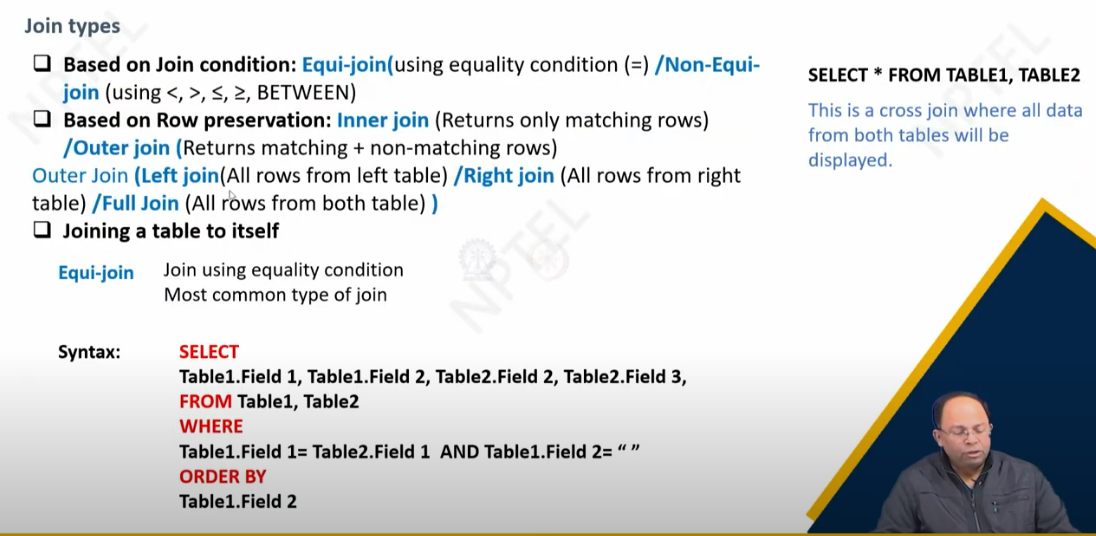 Join types
❑ Based on Join condition: Equi-join(using equality condition (=) /Non-Equi-
join (using <, >, ≤, ≥, BETWEEN)
❑ Based on Row preservation: Inner join (Returns only matching rows)
/Outer join (Returns matching + non-matching rows)
Outer Join (Left join(All rows from left table) /Right join (All rows from right
table) /Full Join (All rows from both table) )
❑ Joining a table to itself
Equi-join Join using equality condition
Most common type of join
Syntax: SELECT
Table1.Field 1, Table1.Field 2, Table2.Field 2, Table2.Field 3,
FROM Table1, Table2
WHERE
Table1.Field 1= Table2.Field 1 AND Table1.Field 2= “ ”
ORDER BY
Table1.Field 2
SELECT * FROM TABLE1, TABLE2
This is a cross join where all data
from both tables will be
displayed.
NPTEL
NPTEL
NPTEL